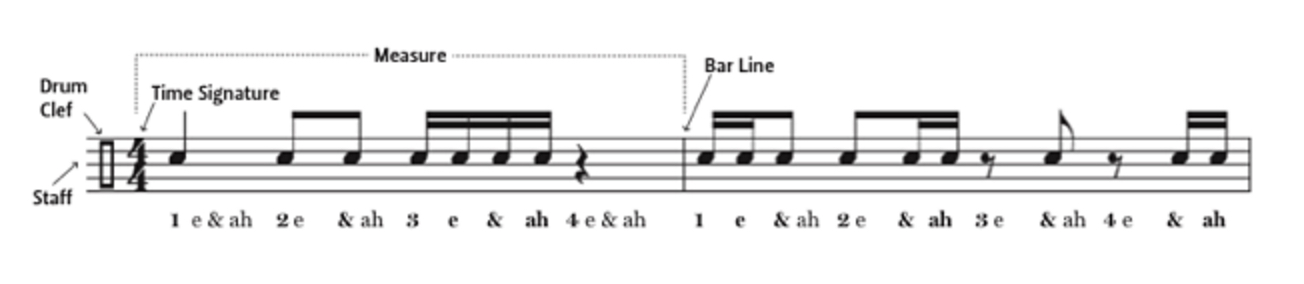 Measure
Bar Line
Drum
Clef
Time Signature
4
4
Staff
1 e & ah 2 e & ah 3 e & ah 4 e & ah 1 e & ah 2 e & ah 3 e & ah 4 e & ah